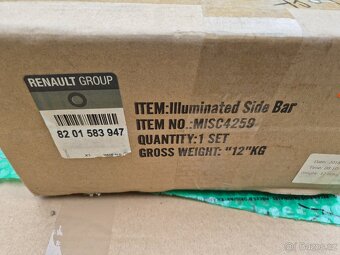 RENAULT GROUP
82 01 583 947
ITEM:Illuminated Side Bar
ITEM NO.:MISC4259
QUANTITY:1 SET
GROSS WEIGHT: "12"KG